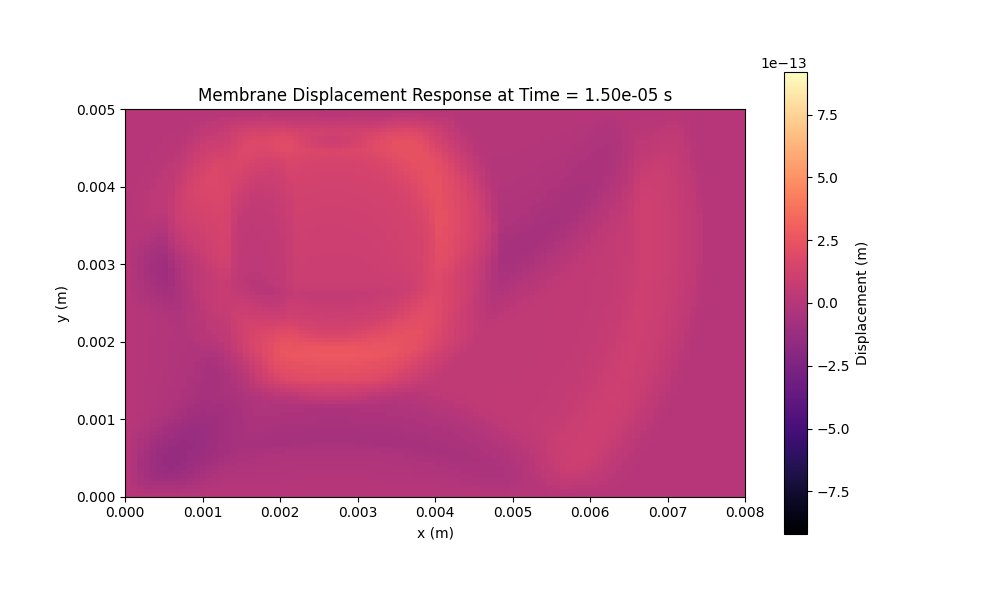 1e−13
Membrane Displacement Response at Time = 1.50e-05 s
0.005
0.004
0.003
0.002
0.001
0.000
y (m)
0.000 0.001 0.002 0.003 0.004 0.005 0.006 0.007 0.008
x (m)
7.5
5.0
2.5
0.0
−2.5
−5.0
−7.5
Displacement (m)